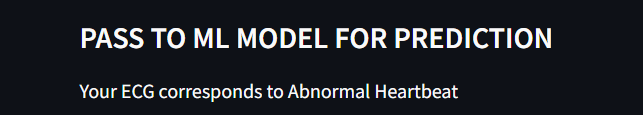 PASS TO ML MODEL FOR PREDICTION
Your ECG corresponds to Abnormal Heartbeat